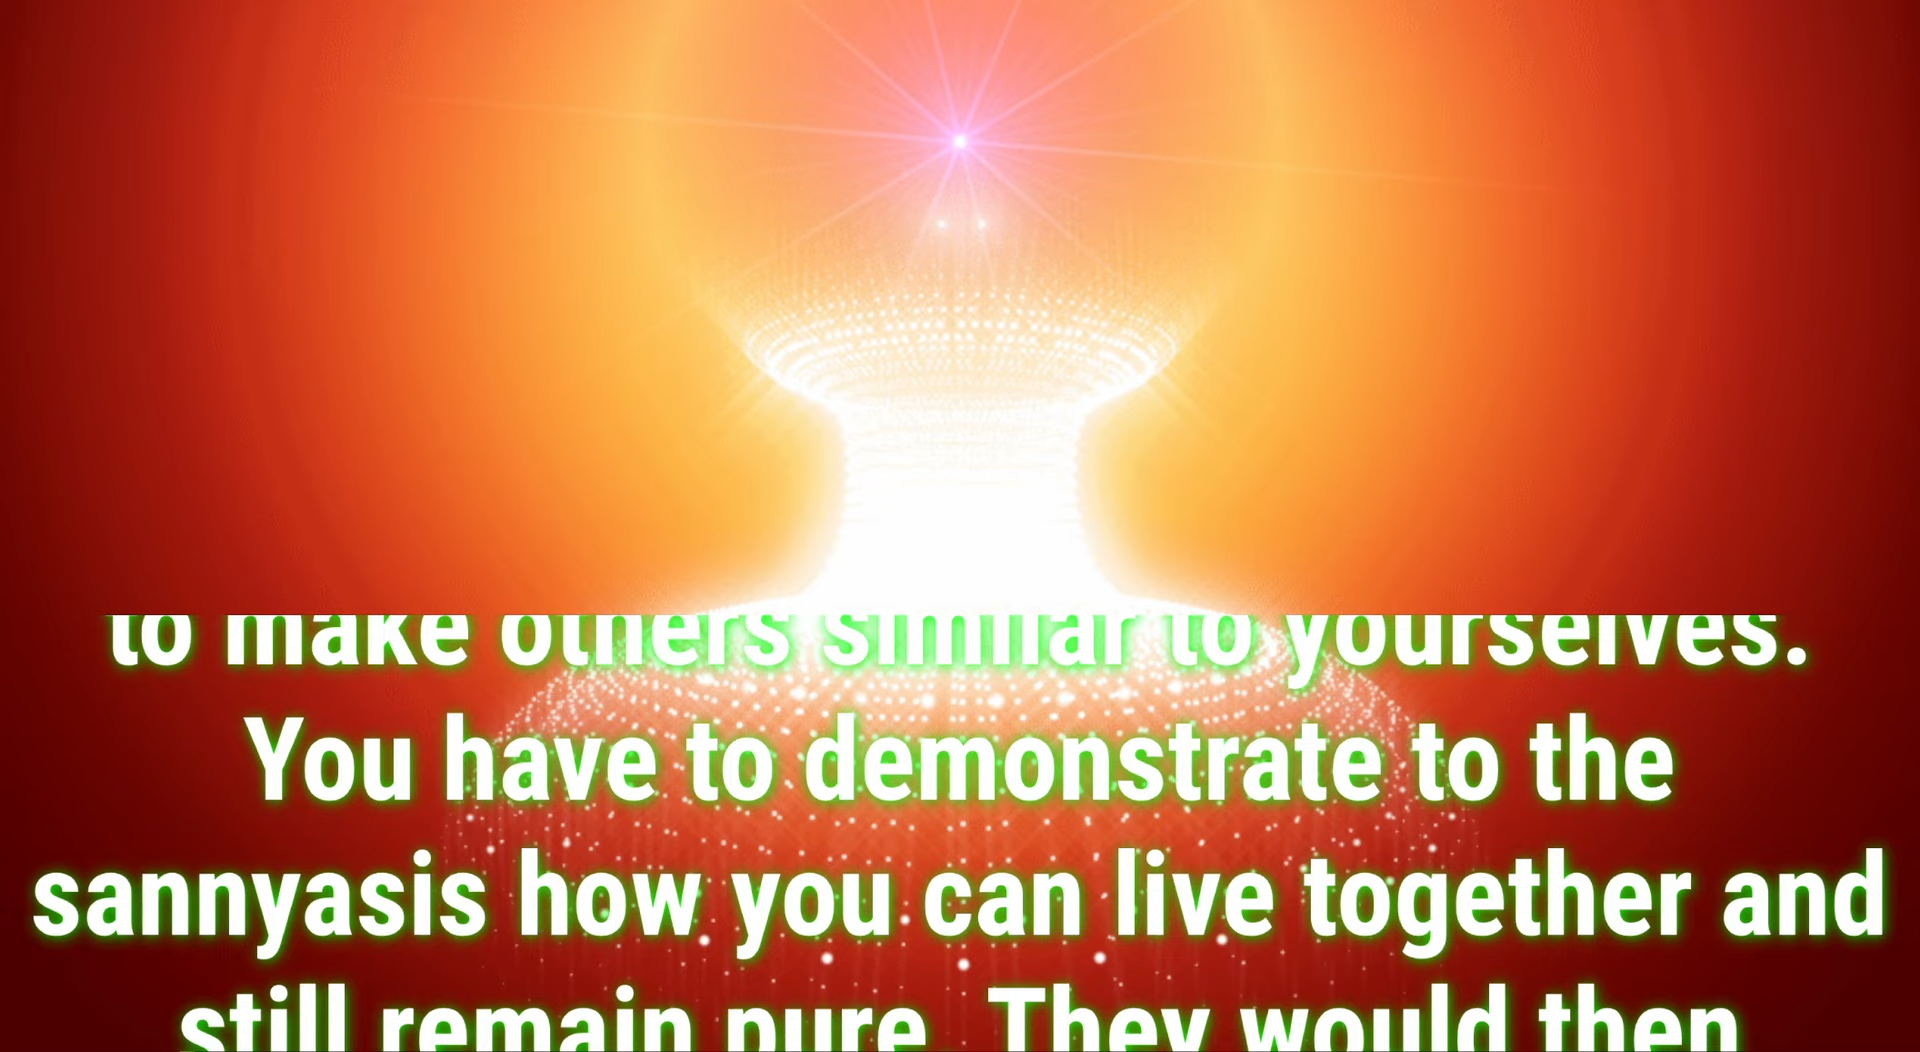 to make others similar to yourselves.
You have to demonstrate to the
sannyasis how you can live together and
still remain pure. They would then